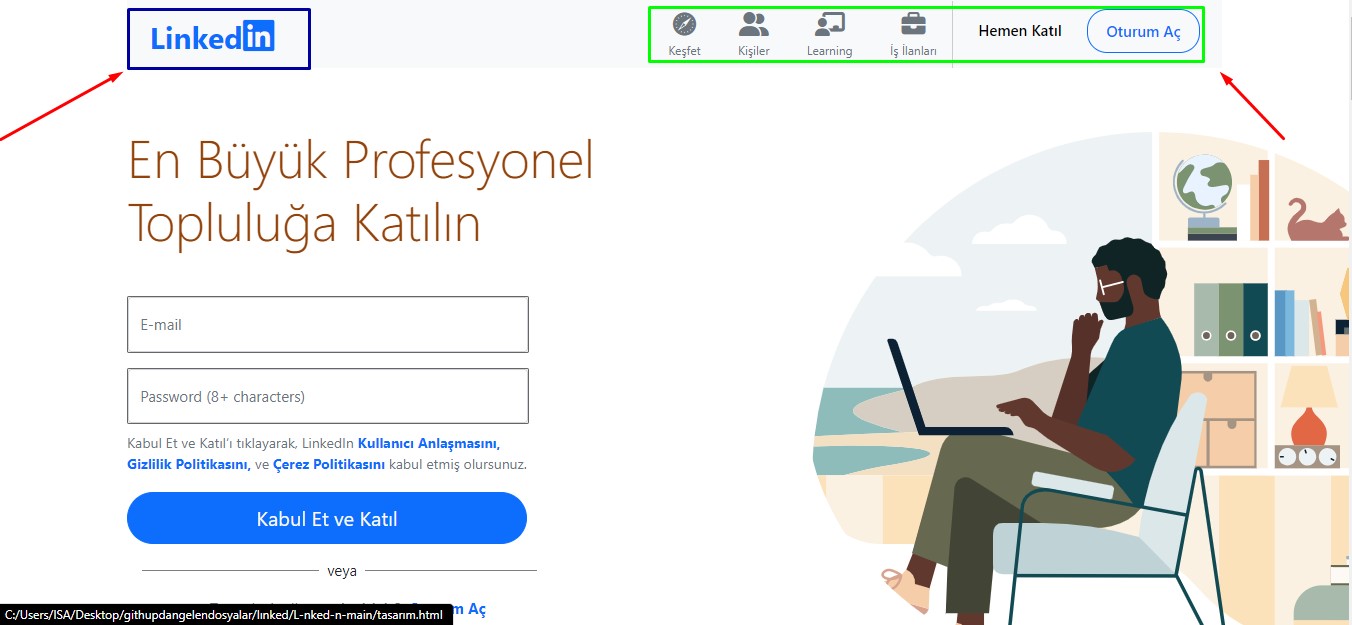 Linkedin
Keşfet
Kişiler
Learning
İş İlanları
Hemen Katıl
Oturum Aç
En Büyük Profesyonel
Topluluğa Katılın
E-mail
Password (8+ characters)
Kabul Et ve Katıl'ı tıklayarak, LinkedIn Kullanıcı Anlaşmasını,
Gizlilik Politikasını, ve Çerez Politikasını kabul etmiş olursunuz.
Kabul Et ve Katıl
veya
Aç
C:/Users/ISA/Desktop/githupdangelendosyalar/linked/L-nked-n-main/tasarım.html